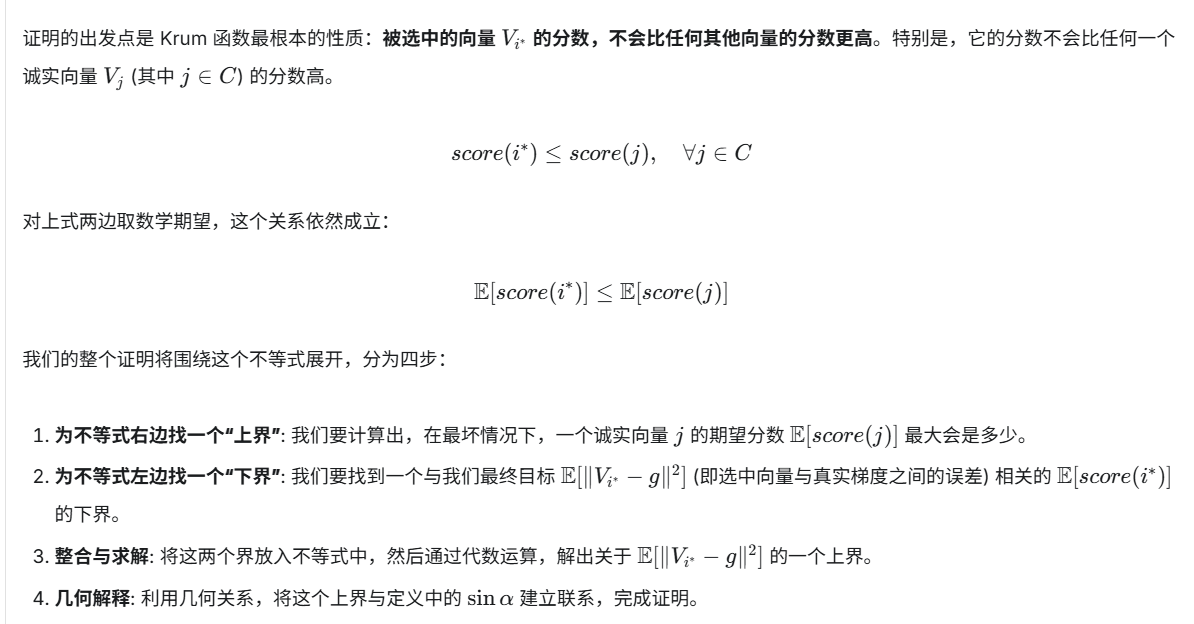 证明的出发点是 Krum 函数最根本的性质：被选中的向量 $V_{i^*}$ 的分数，不会比任何其他向量的分数更高。特别是，它的分数不会比任何一个
诚实向量 $V_j$ (其中 $j \in C$) 的分数高。
$score(i^*) \leq score(j), \quad \forall j \in C$
对上式两边取数学期望，这个关系依然成立：
$\mathbb{E}[score(i^*)] \leq \mathbb{E}[score(j)]$
我们的整个证明将围绕这个不等式展开，分为四步：
1. 为不等式右边找一个“上界”: 我们要计算出，在最坏情况下，一个诚实向量 $j$ 的期望分数 $\mathbb{E}[score(j)]$ 最大会是多少。
2. 为不等式左边找一个“下界”: 我们要找到一个与我们最终目标 $\mathbb{E}[\|V_{i^*} - g\|^2]$ (即选中向量与真实梯度之间的误差) 相关的 $\mathbb{E}[score(i^*)]$
的下界。
3. 整合与求解: 将这两个界放入不等式中，然后通过代数运算，解出关于 $\mathbb{E}[\|V_{i^*} - g\|^2]$ 的一个上界。
4. 几何解释: 利用几何关系，将这个上界与定义中的 $\sin \alpha$ 建立联系，完成证明。